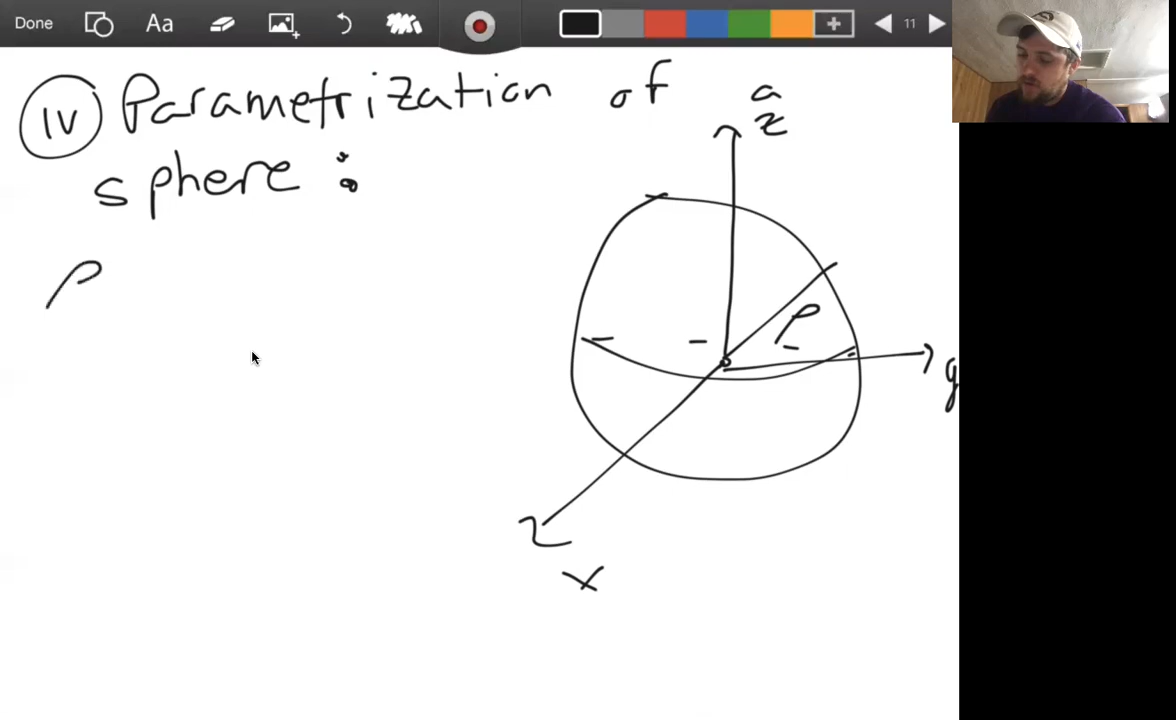 Done Aa 11
(IV) Parametrization of a
sphere :
ρ
z
ρ
y
x